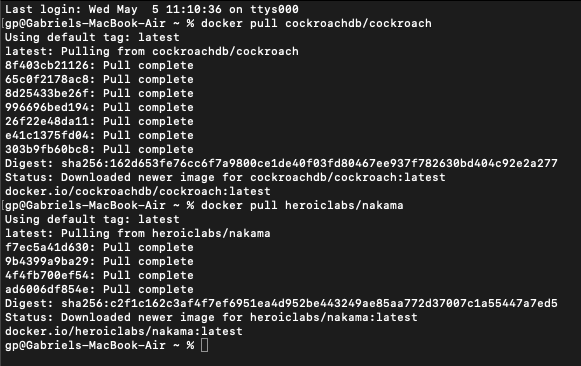 Last login: Wed May  5 11:10:36 on ttys000
[gp@Gabriels-MacBook-Air ~ % docker pull cockroachdb/cockroach
Using default tag: latest
latest: Pulling from cockroachdb/cockroach
8f403cb21126: Pull complete
65c0f2178ac8: Pull complete
8d25433be26f: Pull complete
996696bed194: Pull complete
26f22e48da11: Pull complete
e41c1375fd04: Pull complete
303b9fb60bc8: Pull complete
Digest: sha256:162d653fe76cc6f7a9800ce1de40f03fd80467ee937f782630bd404c92e2a277
Status: Downloaded newer image for cockroachdb/cockroach:latest
docker.io/cockroachdb/cockroach:latest
[gp@Gabriels-MacBook-Air ~ % docker pull heroiclabs/nakama
Using default tag: latest
latest: Pulling from heroiclabs/nakama
f7ec5a41d630: Pull complete
9b4399a9ba29: Pull complete
4f4fb700ef54: Pull complete
ad6006df854e: Pull complete
Digest: sha256:c2f1c162c3af4f7ef6951ea4d952be443249ae85aa772d37007c1a55447a7ed5
Status: Downloaded newer image for heroiclabs/nakama:latest
docker.io/heroiclabs/nakama:latest
gp@Gabriels-MacBook-Air ~ %